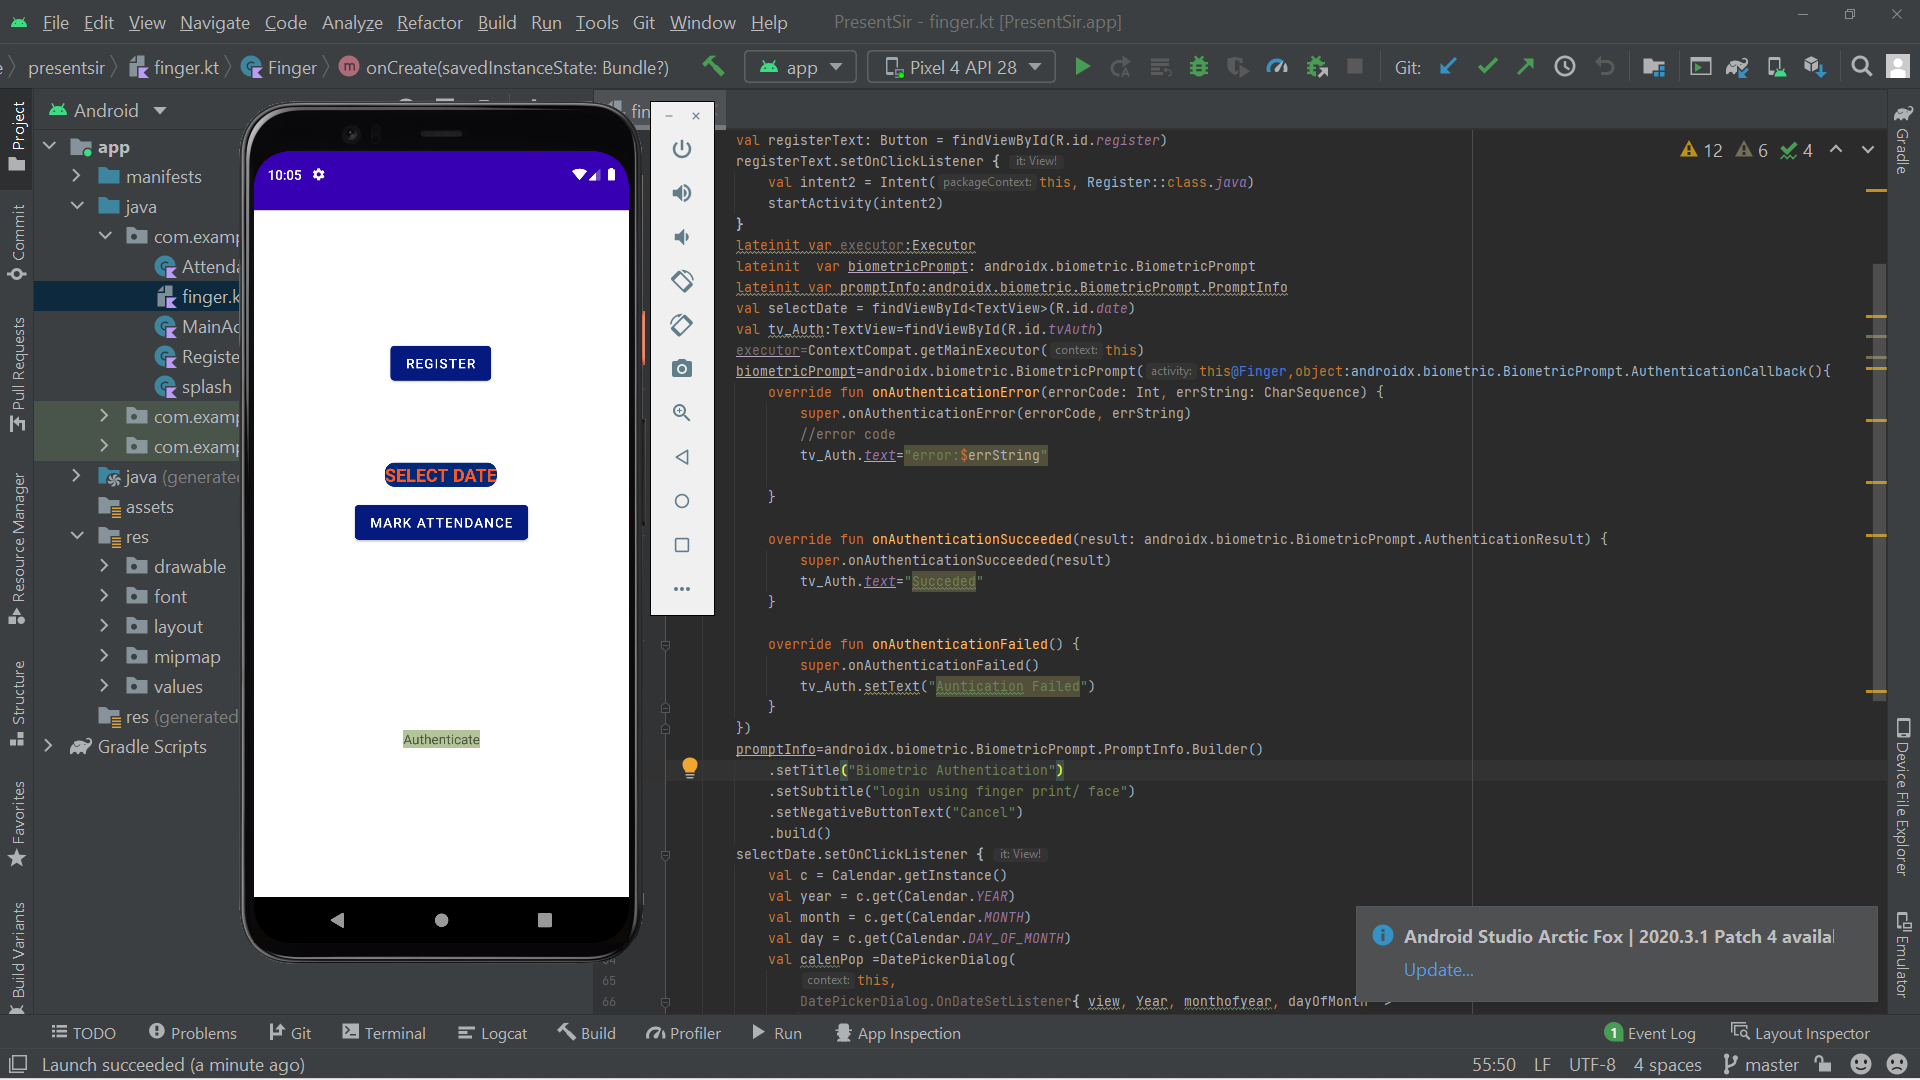 File Edit View Navigate Code Analyze Refactor Build Run Tools Git Window Help PresentSir - finger.kt [PresentSir.app]
presentsir finger.kt Finger m onCreate(savedInstanceState: Bundle?) app Pixel 4 API 28 Git:
Project
Commit
Pull Requests
Resource Manager
Structure
Favorites
Build Variants
Android
app
manifests
java
com.examp
Attenda
finger.k
MainAc
Registe
splash
com.examp
com.examp
java (generated
assets
res
drawable
font
layout
mipmap
values
res (generated
Gradle Scripts
10:05
REGISTER
SELECT DATE
MARK ATTENDANCE
Authenticate
fin
12 6 4
val registerText: Button = findViewById(R.id.register)
registerText.setOnClickListener { it: View!
val intent2 = Intent( packageContext: this, Register::class.java)
startActivity(intent2)
}
lateinit var executor:Executor
lateinit  var biometricPrompt: androidx.biometric.BiometricPrompt
lateinit var promptInfo:androidx.biometric.BiometricPrompt.PromptInfo
val selectDate = findViewById<TextView>(R.id.date)
val tv_Auth:TextView=findViewById(R.id.tvAuth)
executor=ContextCompat.getMainExecutor( context: this)
biometricPrompt=androidx.biometric.BiometricPrompt( activity: this@Finger,object:androidx.biometric.BiometricPrompt.AuthenticationCallback(){
override fun onAuthenticationError(errorCode: Int, errString: CharSequence) {
super.onAuthenticationError(errorCode, errString)
//error code
tv_Auth.text="error:$errString"
}
override fun onAuthenticationSucceeded(result: androidx.biometric.BiometricPrompt.AuthenticationResult) {
super.onAuthenticationSucceeded(result)
tv_Auth.text="Succeded"
}
override fun onAuthenticationFailed() {
super.onAuthenticationFailed()
tv_Auth.setText("Auntication Failed")
}
})
promptInfo=androidx.biometric.BiometricPrompt.PromptInfo.Builder()
.setTitle("Biometric Authentication")
.setSubtitle("login using finger print/ face")
.setNegativeButtonText("Cancel")
.build()
selectDate.setOnClickListener { it: View!
val c = Calendar.getInstance()
val year = c.get(Calendar.YEAR)
val month = c.get(Calendar.MONTH)
val day = c.get(Calendar.DAY_OF_MONTH)
val calenPop =DatePickerDialog(
65 context: this,
66 DatePickerDialog.OnDateSetListener{ view, Year, monthofyear, dayOfMonth
Android Studio Arctic Fox | 2020.3.1 Patch 4 availa
Update...
Gradle
Device File Explorer
Emulator
TODO Problems Git Terminal Logcat Build Profiler Run App Inspection 1 Event Log Layout Inspector
Launch succeeded (a minute ago) 55:50 LF UTF-8 4 spaces master